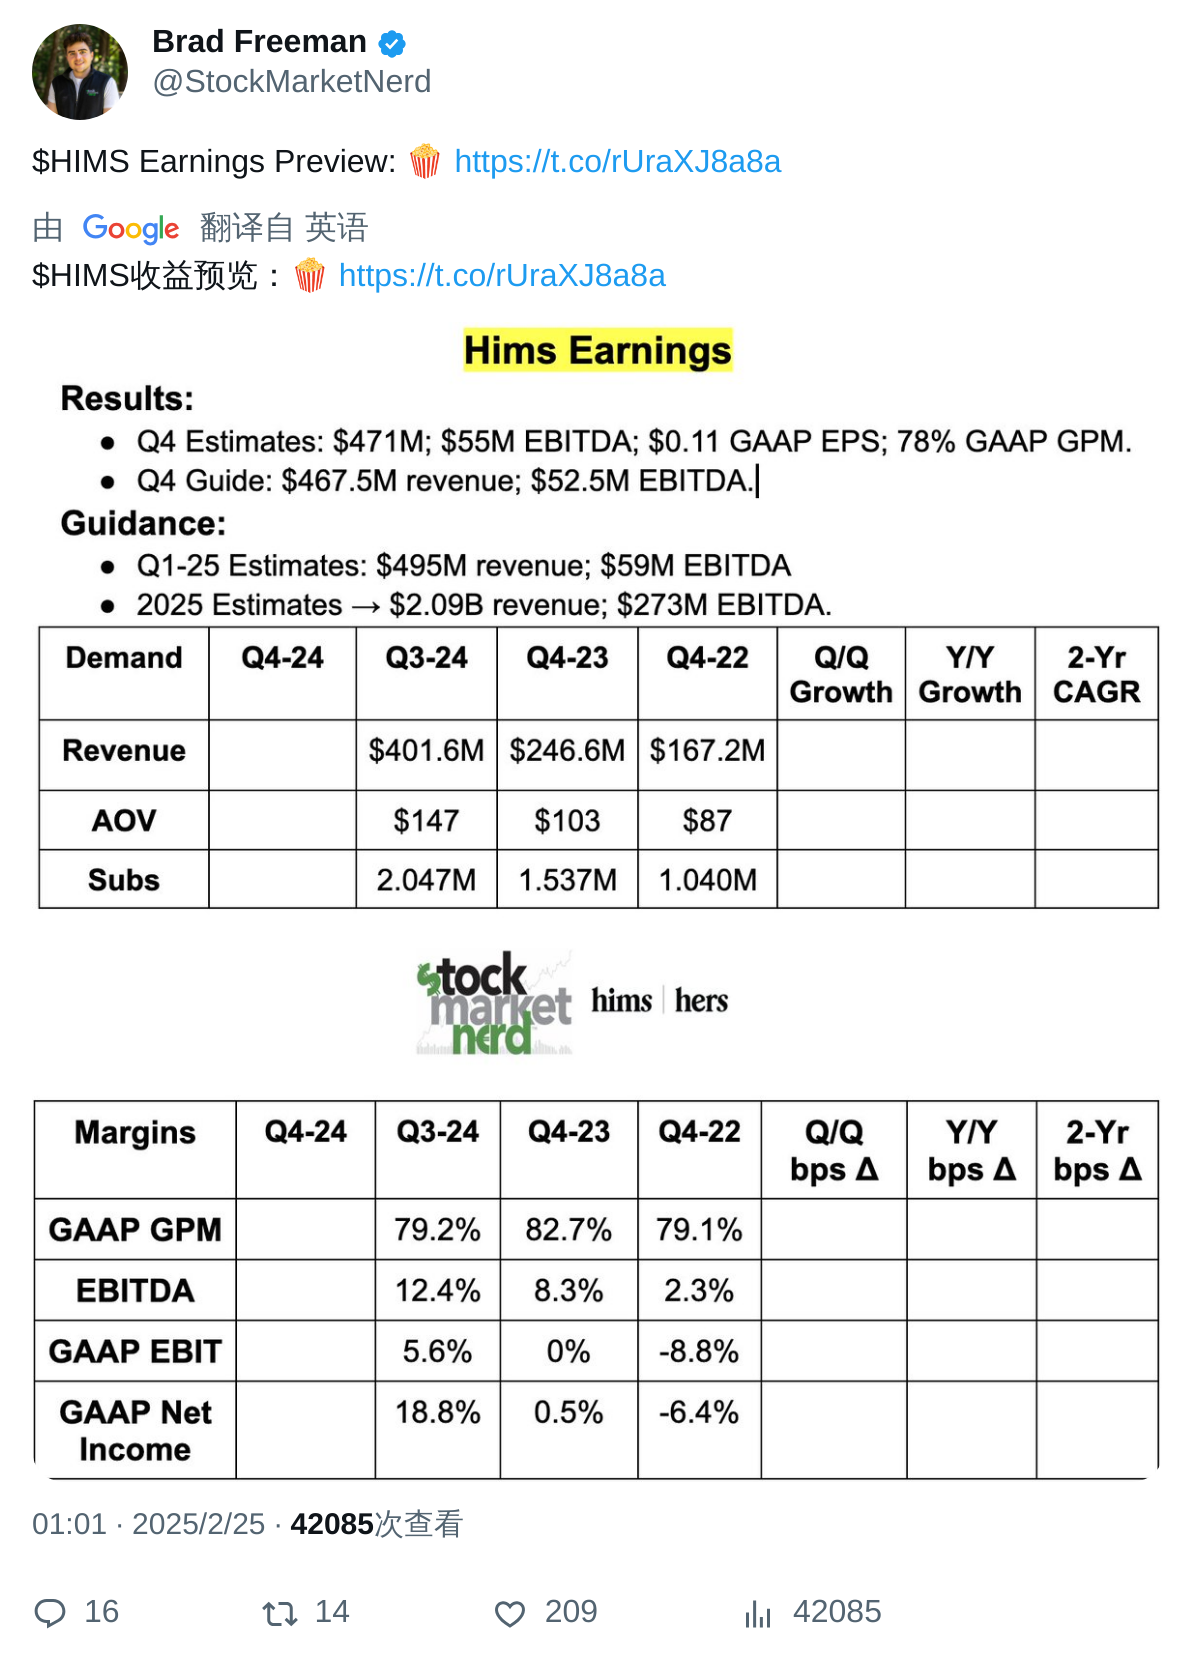 Brad Freeman
@StockMarketNerd
$HIMS Earnings Preview: 🍿 https://t.co/rUraXJ8a8a
由 Google 翻译自 英语
$HIMS收益预览：🍿 https://t.co/rUraXJ8a8a
Hims Earnings
Results:
● Q4 Estimates: $471M; $55M EBITDA; $0.11 GAAP EPS; 78% GAAP GPM.
● Q4 Guide: $467.5M revenue; $52.5M EBITDA.
Guidance:
● Q1-25 Estimates: $495M revenue; $59M EBITDA
● 2025 Estimates → $2.09B revenue; $273M EBITDA.
Demand Q4-24 Q3-24 Q4-23 Q4-22 Q/Q Growth Y/Y Growth 2-Yr CAGR
Revenue $401.6M $246.6M $167.2M
AOV $147 $103 $87
Subs 2.047M 1.537M 1.040M
$tock
market
nerd
hims | hers
Margins Q4-24 Q3-24 Q4-23 Q4-22 Q/Q bps Δ Y/Y bps Δ 2-Yr bps Δ
GAAP GPM 79.2% 82.7% 79.1%
EBITDA 12.4% 8.3% 2.3%
GAAP EBIT 5.6% 0% -8.8%
GAAP Net Income 18.8% 0.5% -6.4%
01:01 · 2025/2/25 · 42085次查看
16 14 209 42085